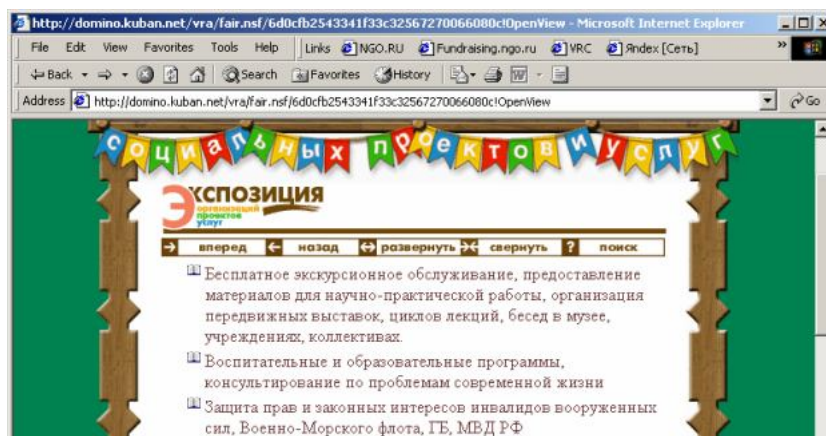 http://domino.kuban.net/vra/fair.nsf/6d0cfb2543341f33c32567270066080c!OpenView - Microsoft Internet Explorer
File Edit View Favorites Tools Help Links NGO.RU Fundraising.ngo.ru VRC Яndex [Сеть] »
Back Search Favorites History
Address http://domino.kuban.net/vra/fair.nsf/6d0cfb2543341f33c32567270066080c!OpenView Go
социальных проектов и услуг
Экспозиция
организаций
проектов
услуг
вперед назад развернуть свернуть ? поиск
Бесплатное экскурсионное обслуживание, предоставление
материалов для научно-практической работы, организация
передвижных выставок, циклов лекций, бесед в музее,
учреждениях, коллективах.
Воспитательные и образовательные программы,
консультирование по проблемам современной жизни
Защита прав и законных интересов инвалидов вооруженных
сил, Военно-Морского флота, ГБ, МВД РФ